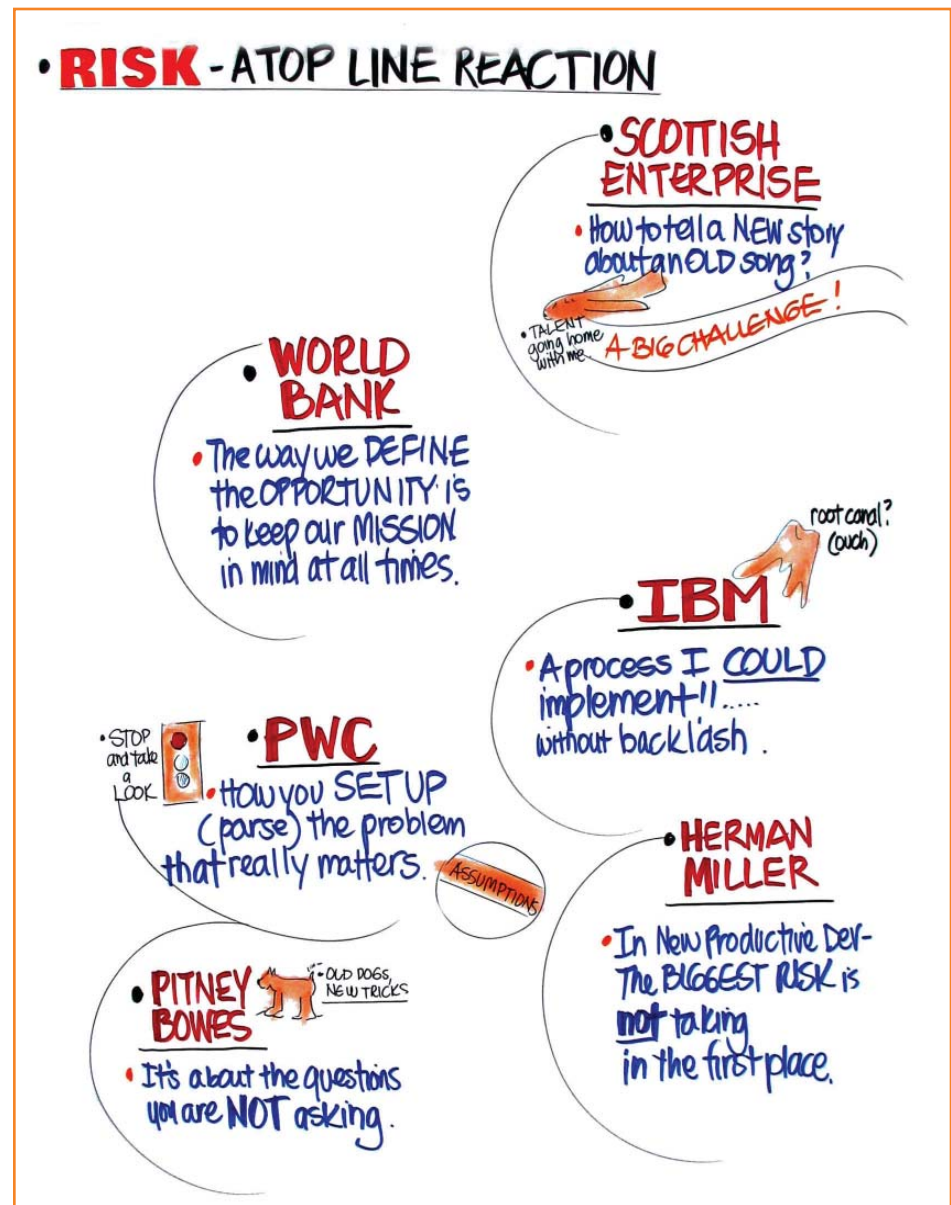 • RISK - A TOP LINE REACTION
• SCOTTISH
ENTERPRISE
• How to tell a NEW story
about an OLD song?
• TALENT
going home
with me.
A BIG CHALLENGE!
• WORLD
BANK
• The way we DEFINE
the OPPORTUNITY is
to keep our MISSION
in mind at all times.
root canal?
(ouch)
• IBM
• A process I COULD
implement!!.....
without backlash.
• STOP
and take
a
LOOK
• PWC
• How you SET UP
(parse) the problem
that really matters.
ASSUMPTIONS
• HERMAN
MILLER
• In New Productive Dev-
The BIGGEST RISK is
not taking
in the first place.
• PITNEY
BOWES
• OLD DOGS,
NEW TRICKS
• It's about the questions
you are NOT asking.